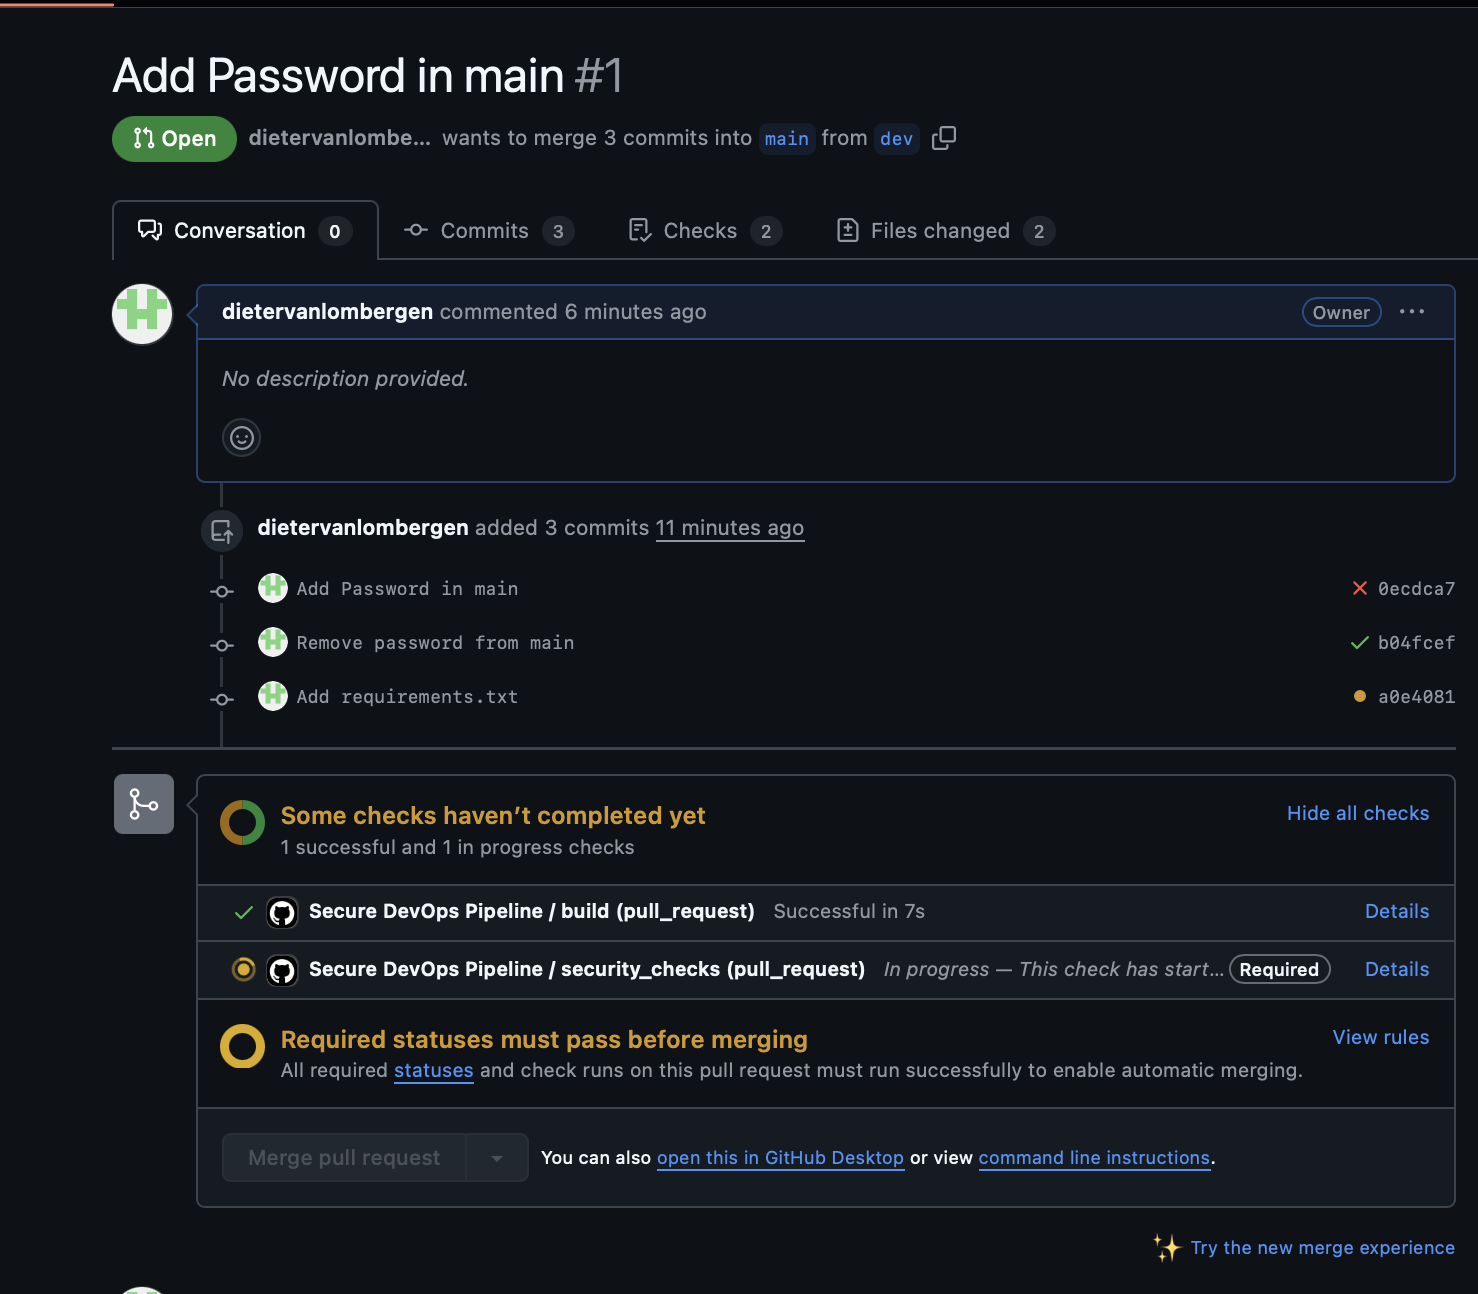 Add Password in main #1
Open dietervanlombe... wants to merge 3 commits into main from dev
Conversation 0 Commits 3 Checks 2 Files changed 2
dietervanlombergen commented 6 minutes ago Owner
No description provided.
dietervanlombergen added 3 commits 11 minutes ago
Add Password in main 0ecdca7
Remove password from main b04fcef
Add requirements.txt a0e4081
Some checks haven’t completed yet Hide all checks
1 successful and 1 in progress checks
Secure DevOps Pipeline / build (pull_request) Successful in 7s Details
Secure DevOps Pipeline / security_checks (pull_request) In progress — This check has start... Required Details
Required statuses must pass before merging View rules
All required statuses and check runs on this pull request must run successfully to enable automatic merging.
Merge pull request You can also open this in GitHub Desktop or view command line instructions.
Try the new merge experience